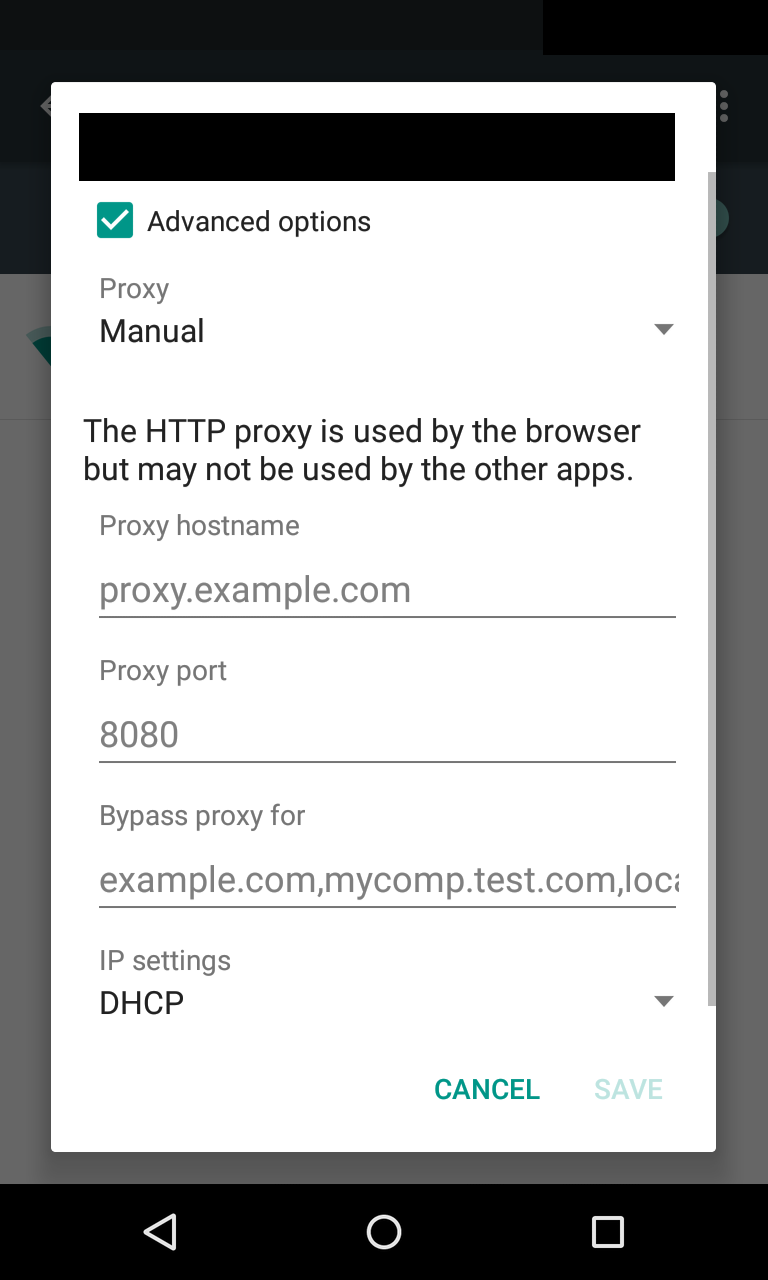 Advanced options
Proxy
Manual
The HTTP proxy is used by the browser
but may not be used by the other apps.
Proxy hostname
proxy.example.com
Proxy port
8080
Bypass proxy for
example.com,mycomp.test.com,loca
IP settings
DHCP
CANCEL SAVE